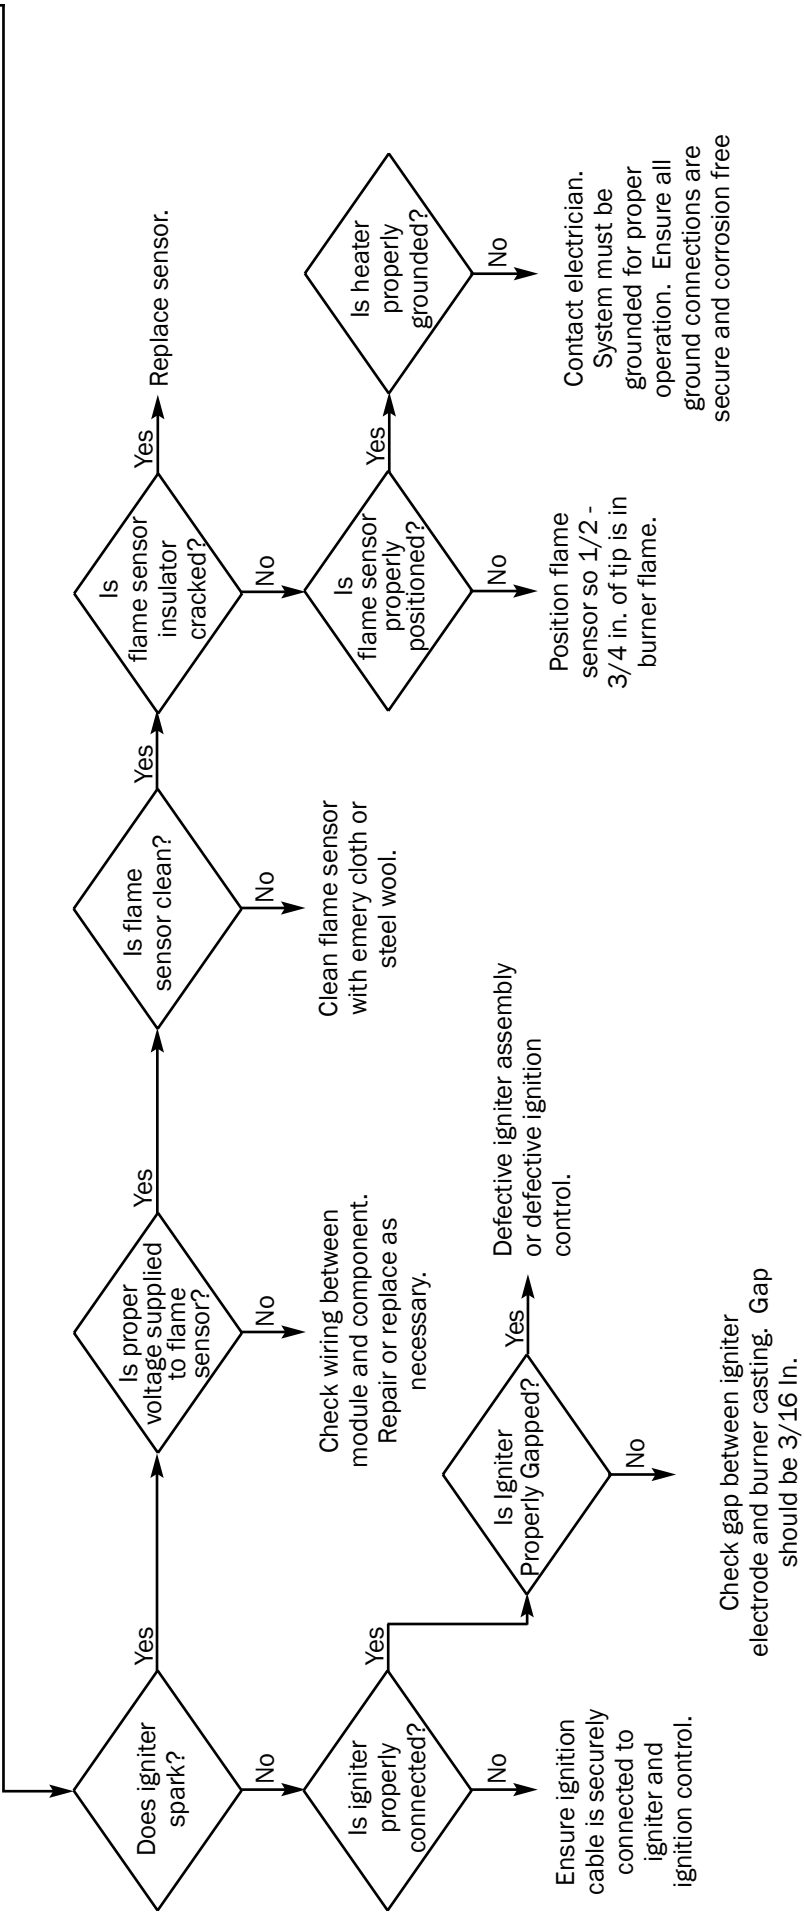 Does igniter
spark?
Yes
No
Is proper
voltage supplied
to flame
sensor?
Yes
No
Check wiring between
module and component.
Repair or replace as
necessary.
Is flame
sensor clean?
Yes
No
Clean flame sensor
with emery cloth or
steel wool.
Is
flame sensor
insulator
cracked?
Yes
Replace sensor.
No
Is igniter
properly
connected?
Yes
No
Ensure ignition
cable is securely
connected to
igniter and
ignition control.
Is Igniter
Properly Gapped?
Yes
Defective igniter assembly
or defective ignition
control.
No
Check gap between igniter
electrode and burner casting.  Gap
should be 3/16 In.
Is
flame sensor
properly
positioned?
Yes
No
Position flame
sensor so 1/2 -
3/4 in. of tip is in
burner flame.
Is heater
properly
grounded?
No
Contact electrician.
System must be
grounded for proper
operation.  Ensure all
ground connections are
secure and corrosion free